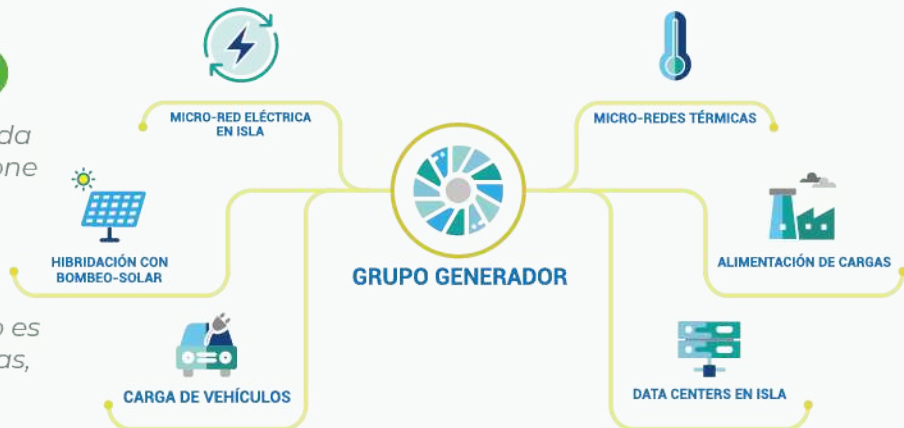 MICRO-RED ELÉCTRICA
EN ISLA
MICRO-REDES TÉRMICAS
HIBRIDACIÓN CON
BOMBEO-SOLAR
GRUPO GENERADOR
ALIMENTACIÓN DE CARGAS
CARGA DE VEHÍCULOS
DATA CENTERS EN ISLA
es